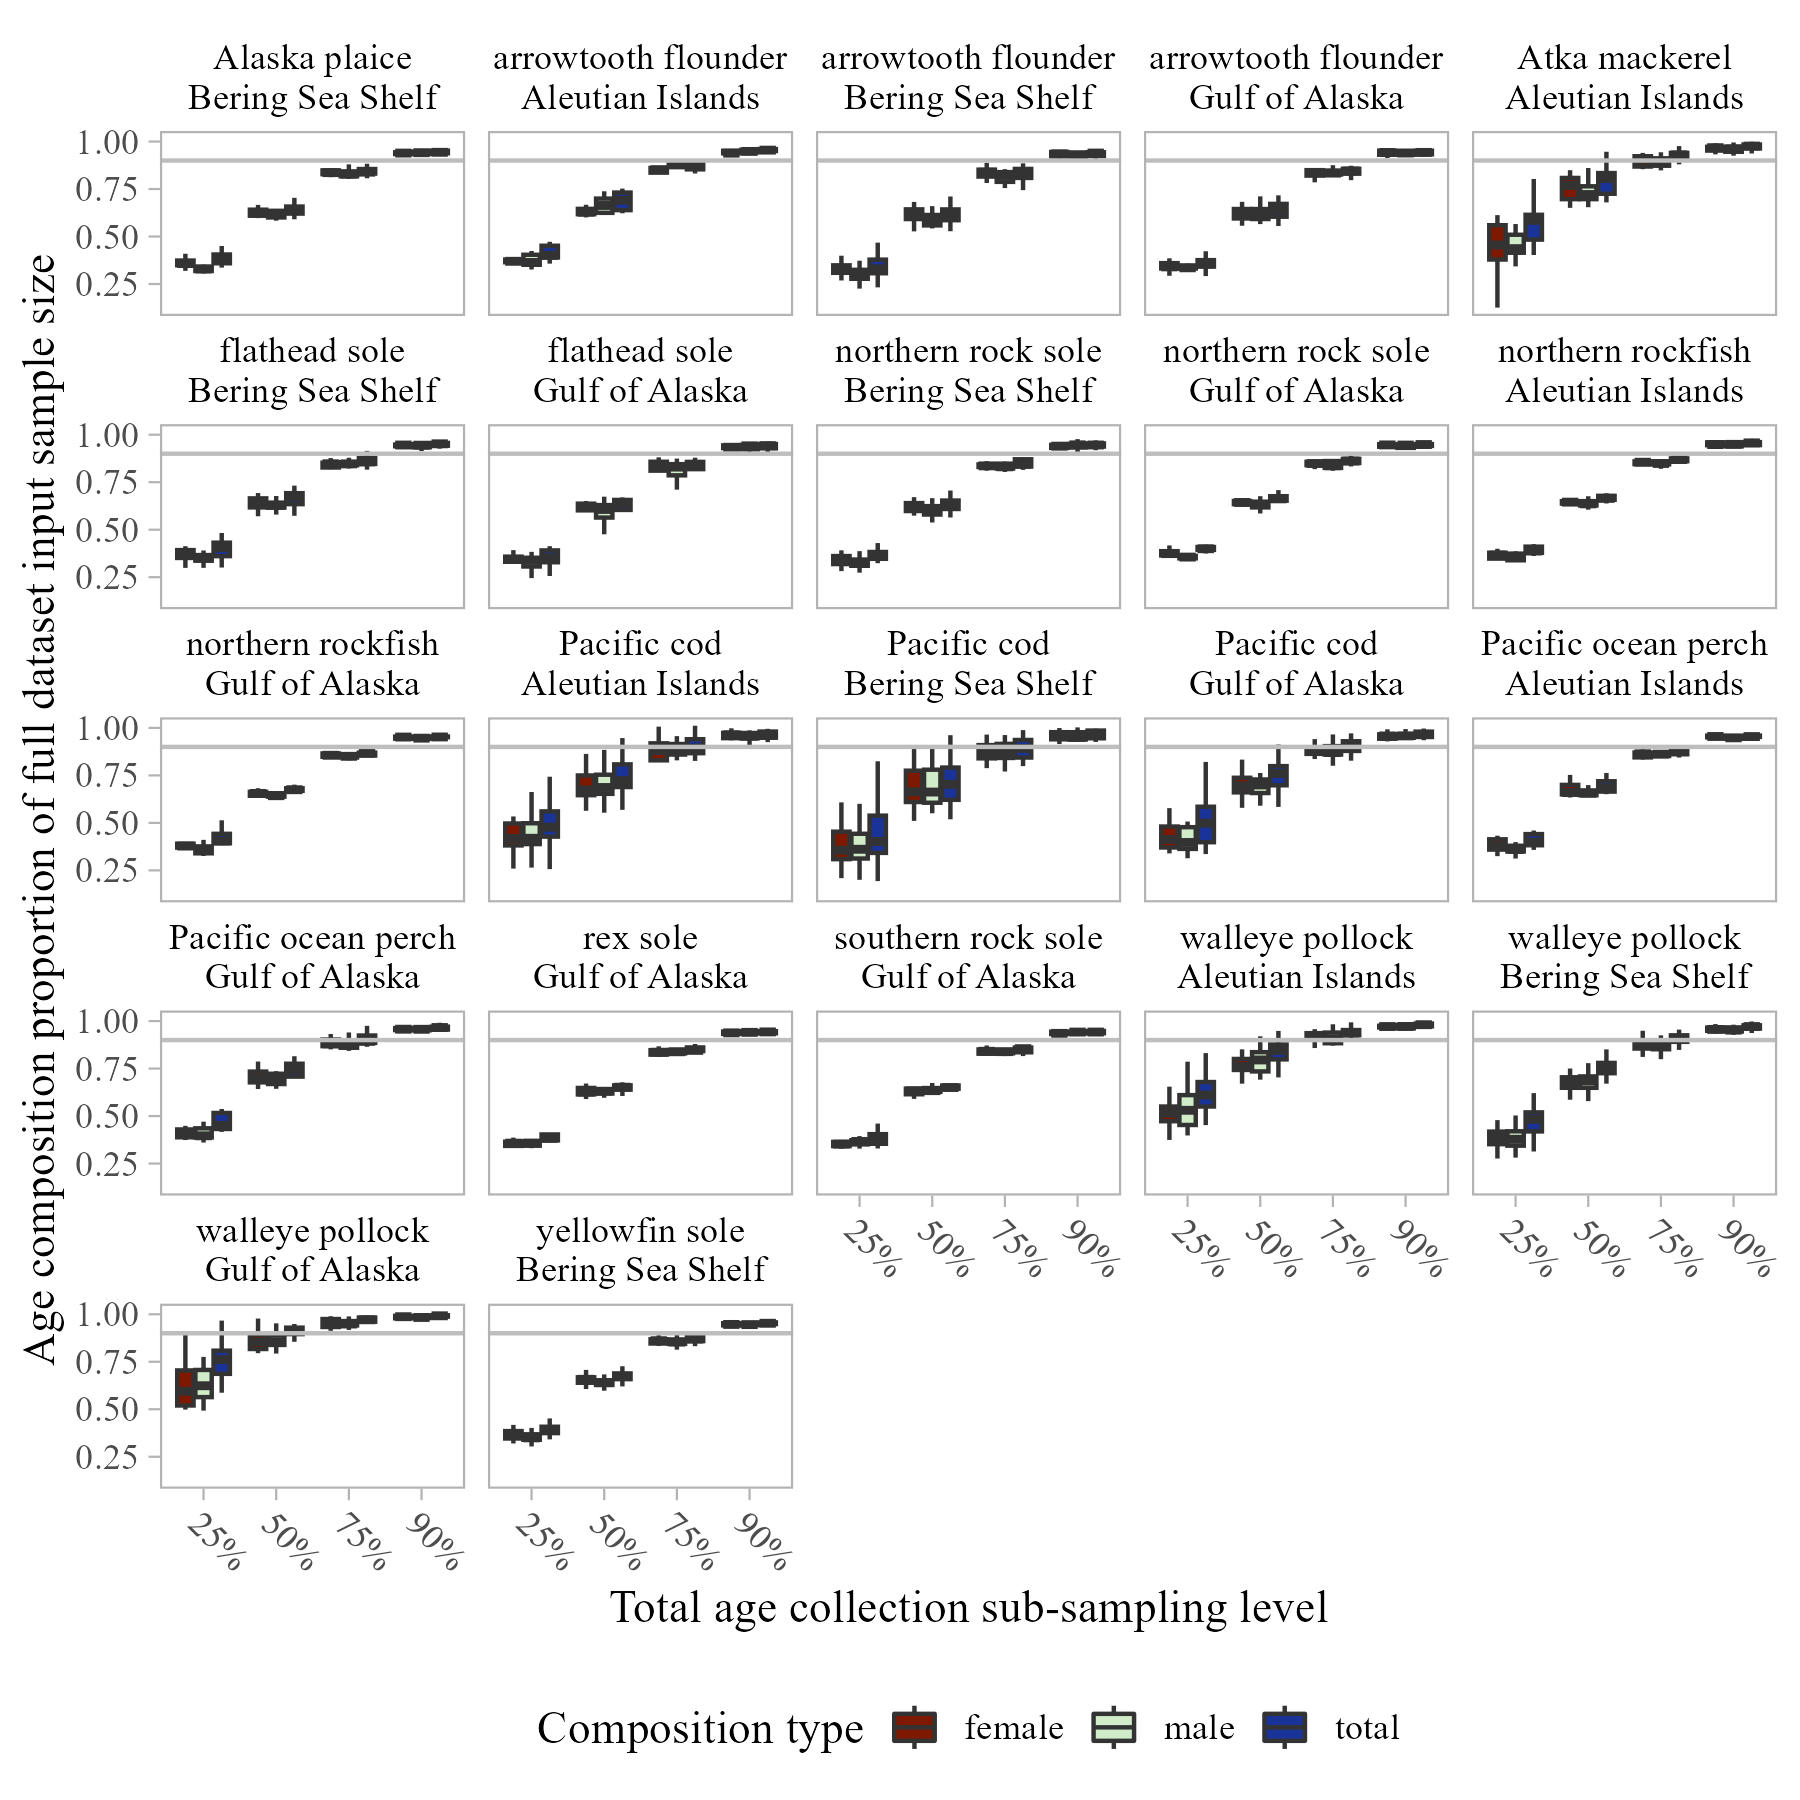 Alaska plaice
Bering Sea Shelf
arrowtooth flounder
Aleutian Islands
arrowtooth flounder
Bering Sea Shelf
arrowtooth flounder
Gulf of Alaska
Atka mackerel
Aleutian Islands
1.00
0.75
0.50
0.25
flathead sole
Bering Sea Shelf
flathead sole
Gulf of Alaska
northern rock sole
Bering Sea Shelf
northern rock sole
Gulf of Alaska
northern rockfish
Aleutian Islands
1.00
0.75
0.50
0.25
northern rockfish
Gulf of Alaska
Pacific cod
Aleutian Islands
Pacific cod
Bering Sea Shelf
Pacific cod
Gulf of Alaska
Pacific ocean perch
Aleutian Islands
1.00
0.75
0.50
0.25
Pacific ocean perch
Gulf of Alaska
rex sole
Gulf of Alaska
southern rock sole
Gulf of Alaska
walleye pollock
Aleutian Islands
walleye pollock
Bering Sea Shelf
1.00
0.75
0.50
0.25
25% 50% 75% 90%
25% 50% 75% 90%
25% 50% 75% 90%
walleye pollock
Gulf of Alaska
yellowfin sole
Bering Sea Shelf
1.00
0.75
0.50
0.25
25% 50% 75% 90%
25% 50% 75% 90%
Age composition proportion of full dataset input sample size
Total age collection sub-sampling level
Composition type female male total